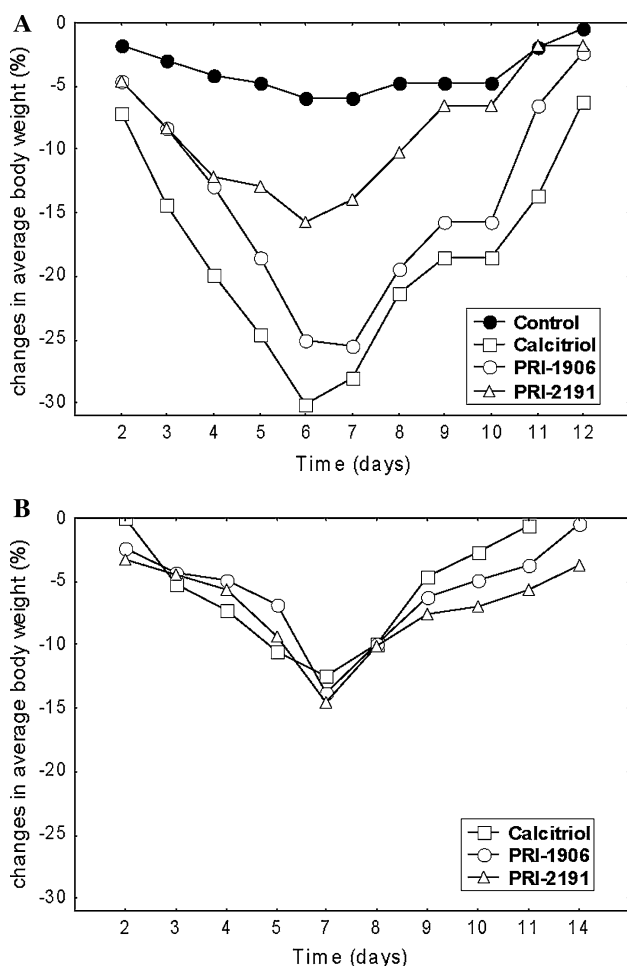 A
changes in average body weight (%)
0
-5
-10
-15
-20
-25
-30
Control
Calcitriol
PRI-1906
PRI-2191
2 3 4 5 6 7 8 9 10 11 12
Time (days)
B
changes in average body weight (%)
0
-5
-10
-15
-20
-25
-30
Calcitriol
PRI-1906
PRI-2191
2 3 4 5 7 8 9 10 11 14
Time (days)